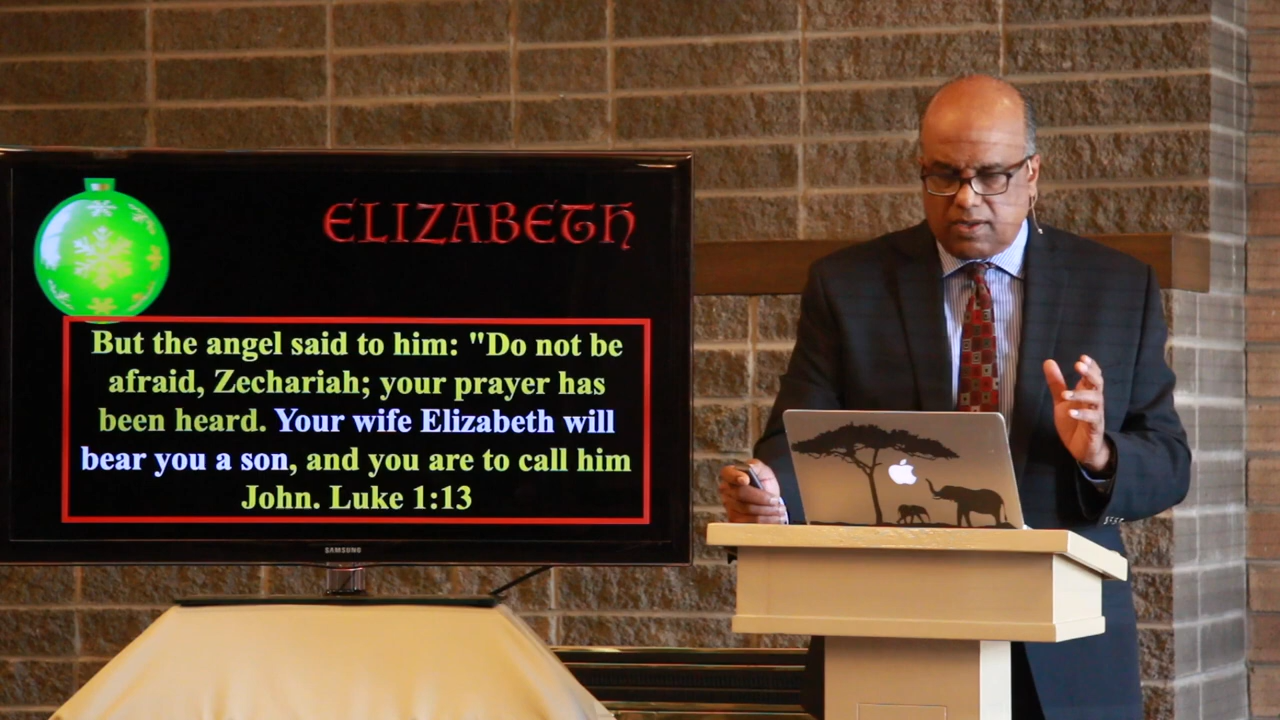 ELIZABETH
But the angel said to him: "Do not be
afraid, Zechariah; your prayer has
been heard. Your wife Elizabeth will
bear you a son, and you are to call him
John. Luke 1:13
SAMSUNG